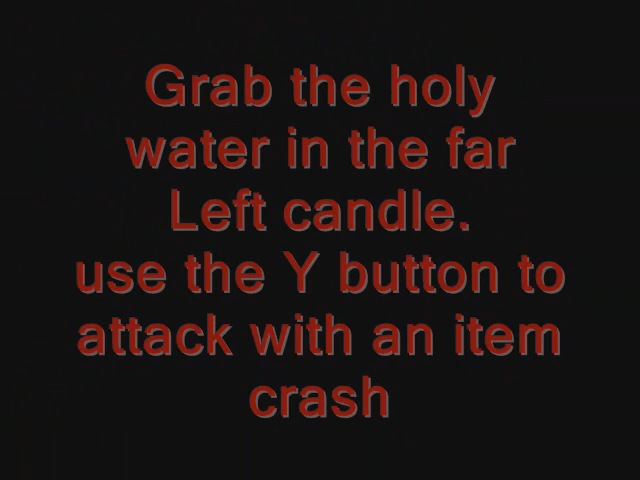 Grab the holy
water in the far
Left candle.
use the Y button to
attack with an item
crash